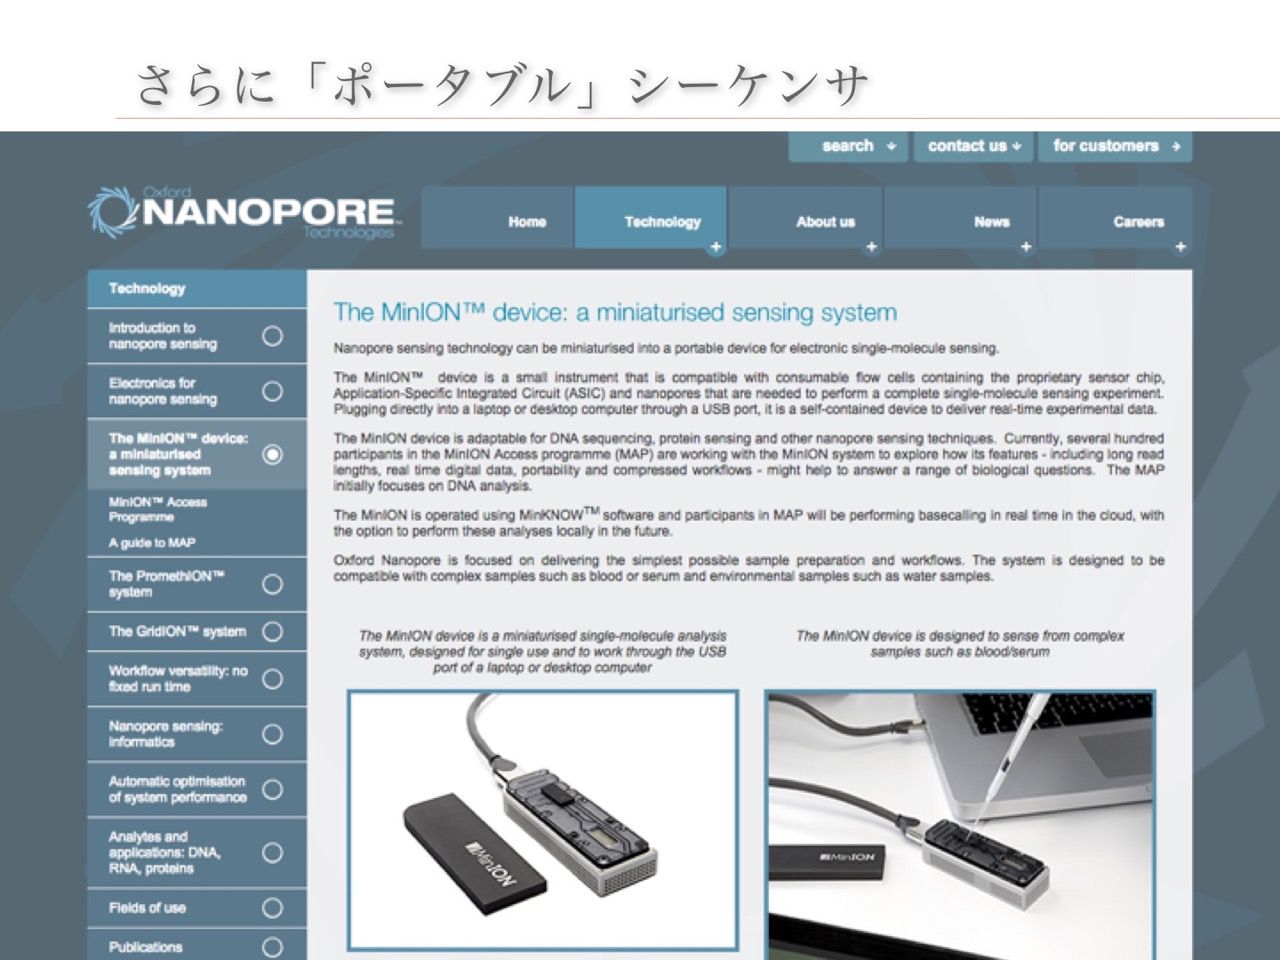 さらに「ポータブル」シーケンサ
search
contact us
for customers
Oxford
NANOPORE™
Technologies
Home
Technology
About us
News
Careers
Technology
Introduction to
nanopore sensing
Electronics for
nanopore sensing
The MinION™ device:
a miniaturised
sensing system
MinION™ Access
Programme
A guide to MAP
The PromethION™
system
The GridION™ system
Workflow versatility: no
fixed run time
Nanopore sensing:
informatics
Automatic optimisation
of system performance
Analytes and
applications: DNA,
RNA, proteins
Fields of use
Publications
The MinION™ device: a miniaturised sensing system
Nanopore sensing technology can be miniaturised into a portable device for electronic single-molecule sensing.
The MinION™ device is a small instrument that is compatible with consumable flow cells containing the proprietary sensor chip,
Application-Specific Integrated Circuit (ASIC) and nanopores that are needed to perform a complete single-molecule sensing experiment.
Plugging directly into a laptop or desktop computer through a USB port, it is a self-contained device to deliver real-time experimental data.
The MinION device is adaptable for DNA sequencing, protein sensing and other nanopore sensing techniques. Currently, several hundred
participants in the MinION Access programme (MAP) are working with the MinION system to explore how its features - including long read
lengths, real time digital data, portability and compressed workflows - might help to answer a range of biological questions. The MAP
initially focuses on DNA analysis.
The MinION is operated using MinKNOW™ software and participants in MAP will be performing basecalling in real time in the cloud, with
the option to perform these analyses locally in the future.
Oxford Nanopore is focused on delivering the simplest possible sample preparation and workflows. The system is designed to be
compatible with complex samples such as blood or serum and environmental samples such as water samples.
The MinION device is a miniaturised single-molecule analysis
system, designed for single use and to work through the USB
port of a laptop or desktop computer
The MinION device is designed to sense from complex
samples such as blood/serum
MinION
MinION